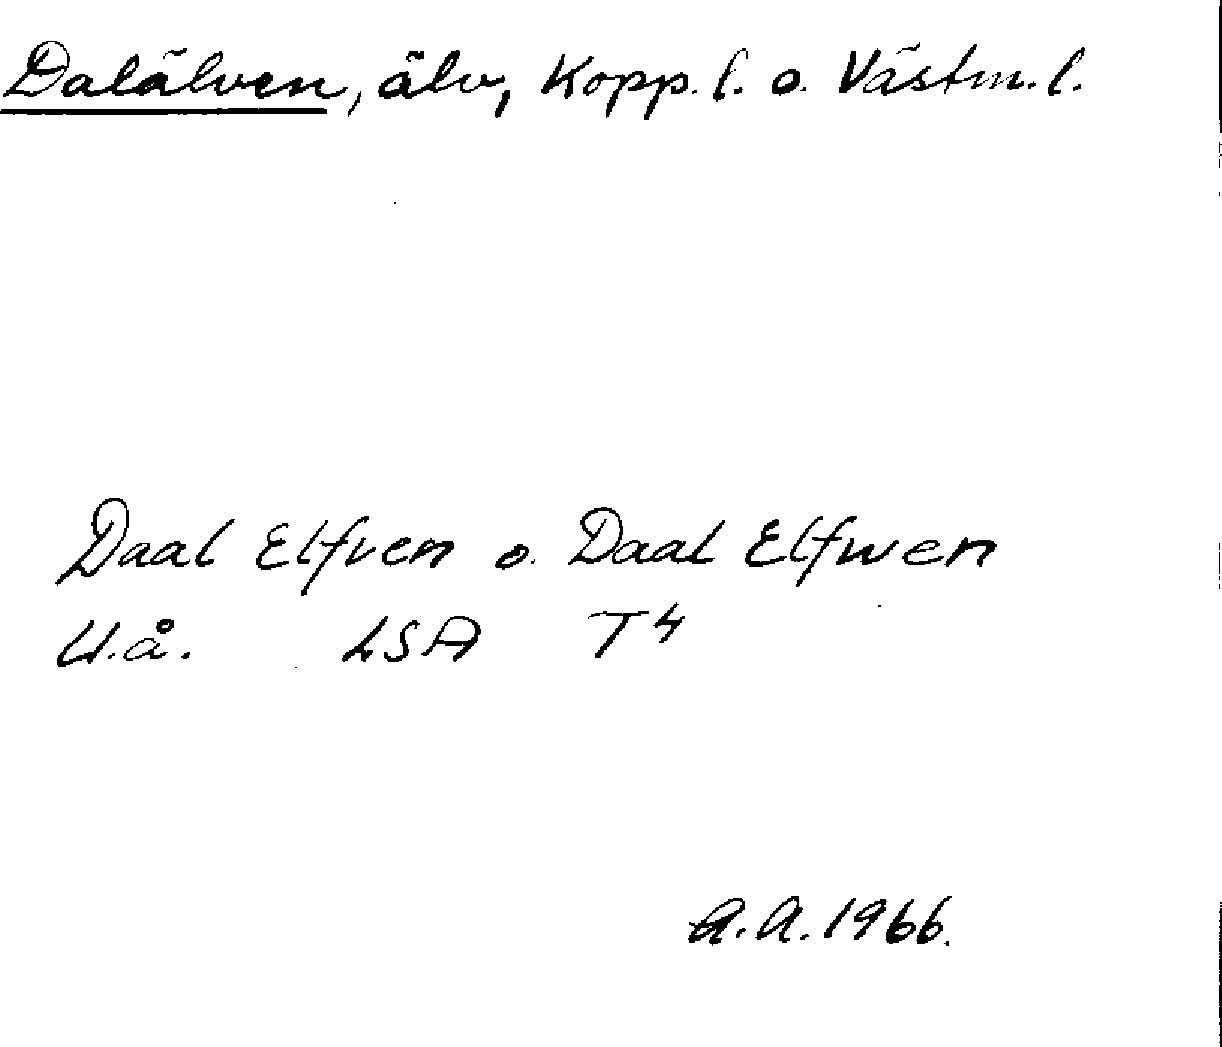 Dalälven, älv, Kopp. l. o. Västm. l.
Daal Elfven o. Daal Elfwen
U.å. LSA T4
A.A. 1966.